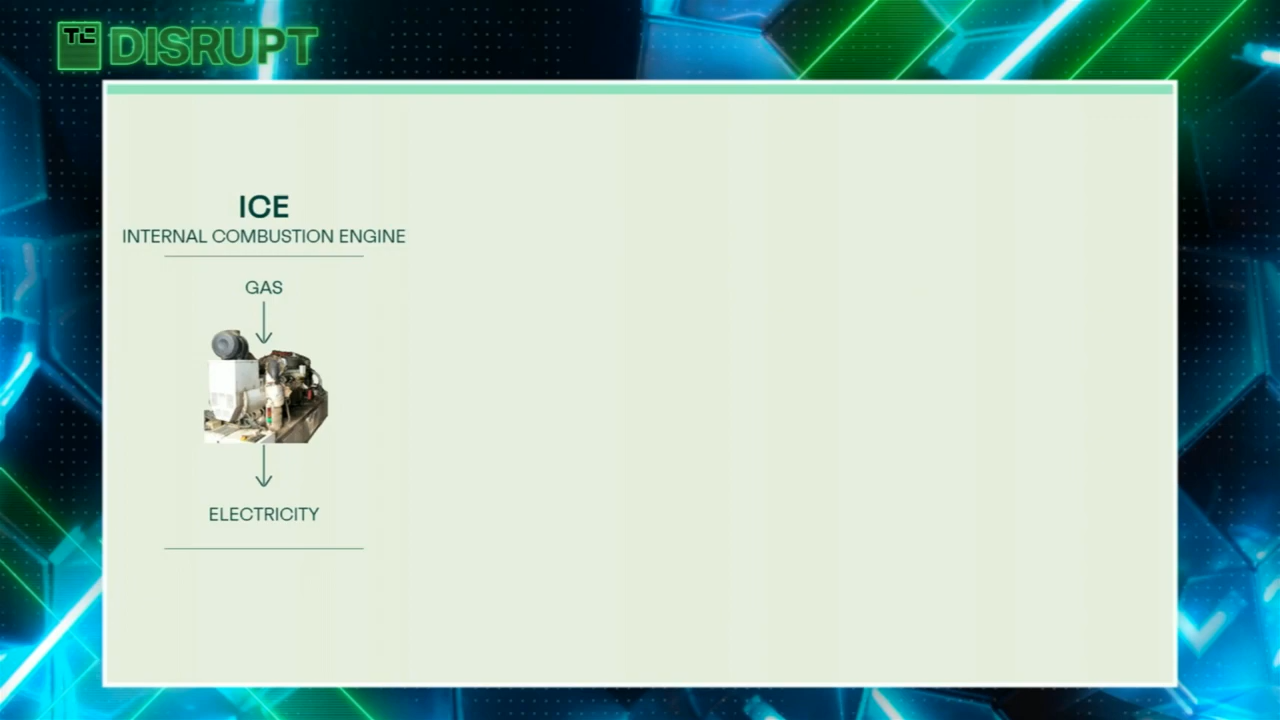 TC DISRUPT
ICE
INTERNAL COMBUSTION ENGINE
GAS
ELECTRICITY